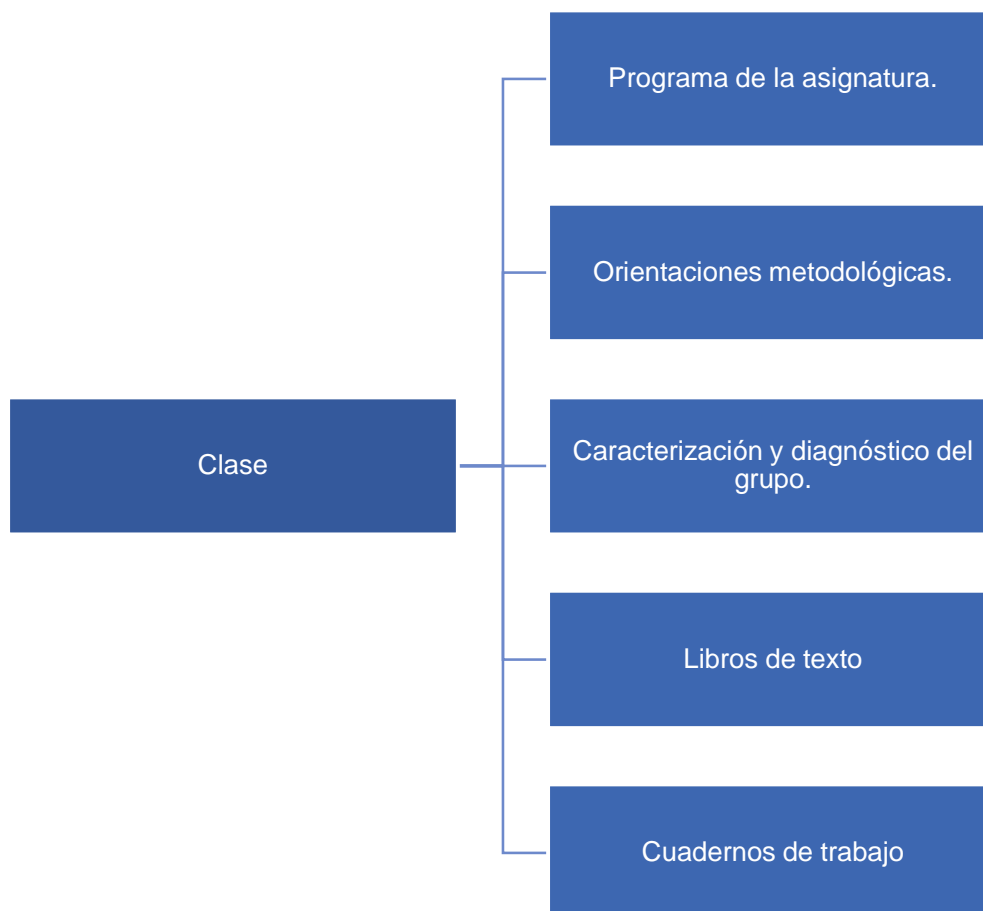 Programa de la asignatura.
Orientaciones metodológicas.
Clase
Caracterización y diagnóstico del
grupo.
Libros de texto
Cuadernos de trabajo